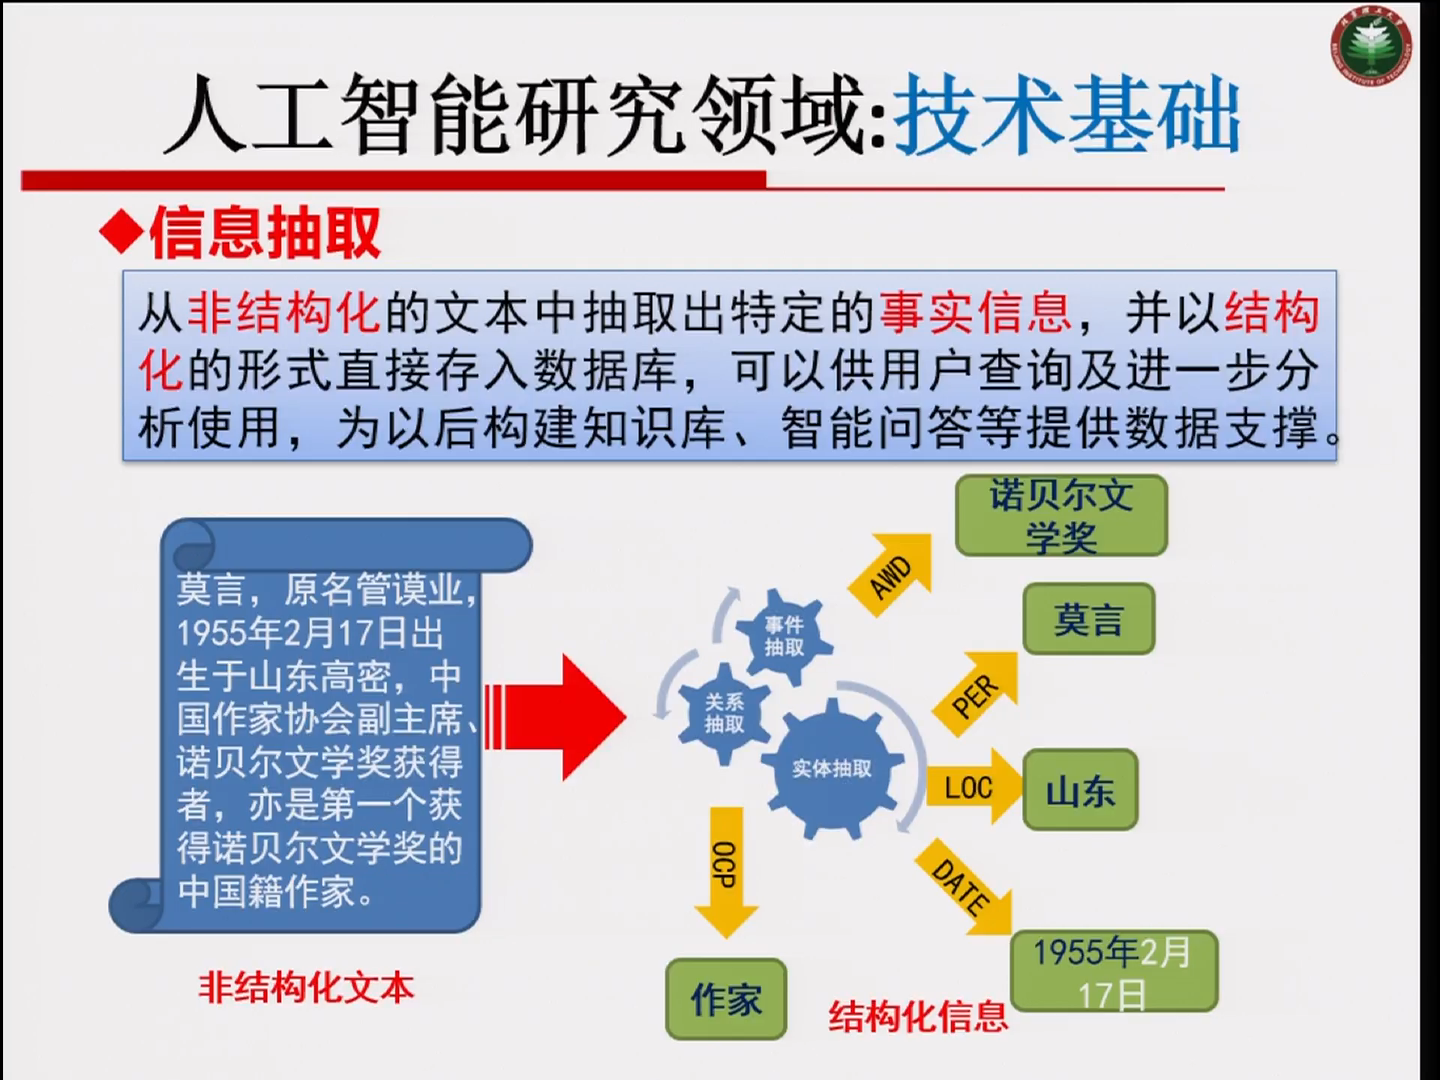 人工智能研究领域:技术基础
信息抽取
从非结构化的文本中抽取出特定的事实信息，并以结构
化的形式直接存入数据库，可以供用户查询及进一步分
析使用，为以后构建知识库、智能问答等提供数据支撑。
莫言，原名管谟业，
1955年2月17日出
生于山东高密，中
国作家协会副主席、
诺贝尔文学奖获得
者，亦是第一个获
得诺贝尔文学奖的
中国籍作家。
非结构化文本
事件
抽取
关系
抽取
实体抽取
AWD
诺贝尔文
学奖
PER
莫言
LOC
山东
DATE
1955年2月
17日
OCP
作家
结构化信息